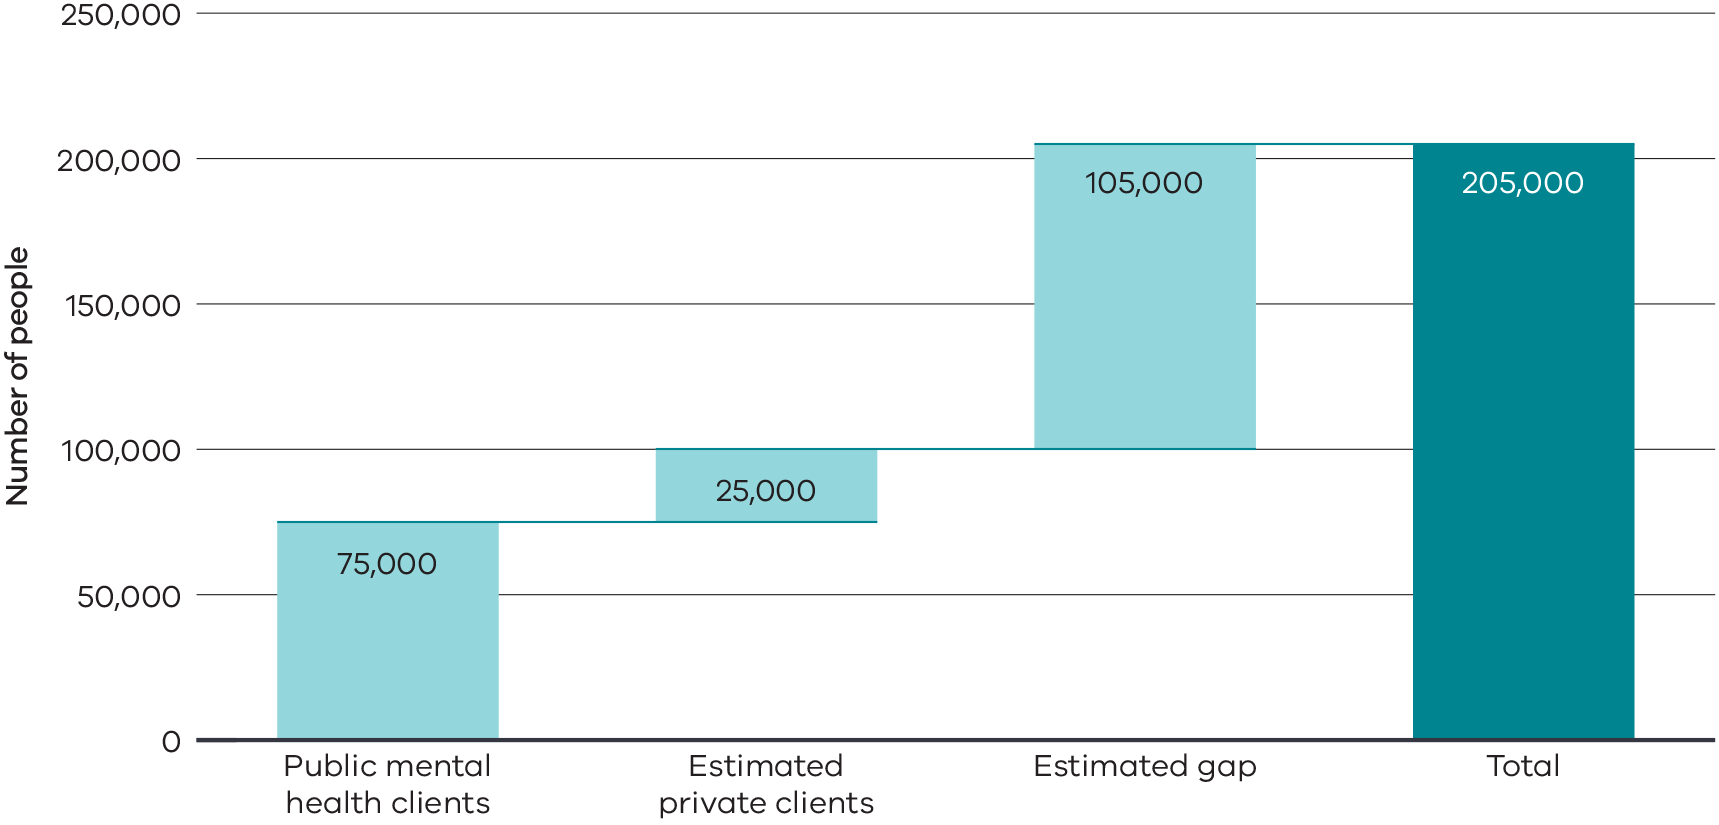 250,000
200,000
150,000
100,000
50,000
0
Number of people
75,000
25,000
105,000
205,000
Public mental
health clients
Estimated
private clients
Estimated gap
Total